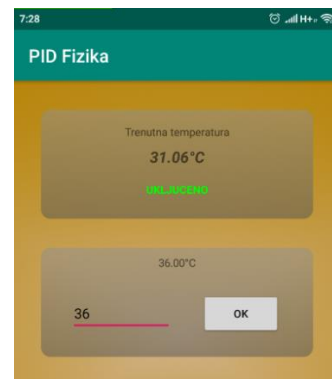 7:28
H+
PID Fizika
Trenutna temperatura
31.06°C
UKLJUCENO
36.00°C
36
OK